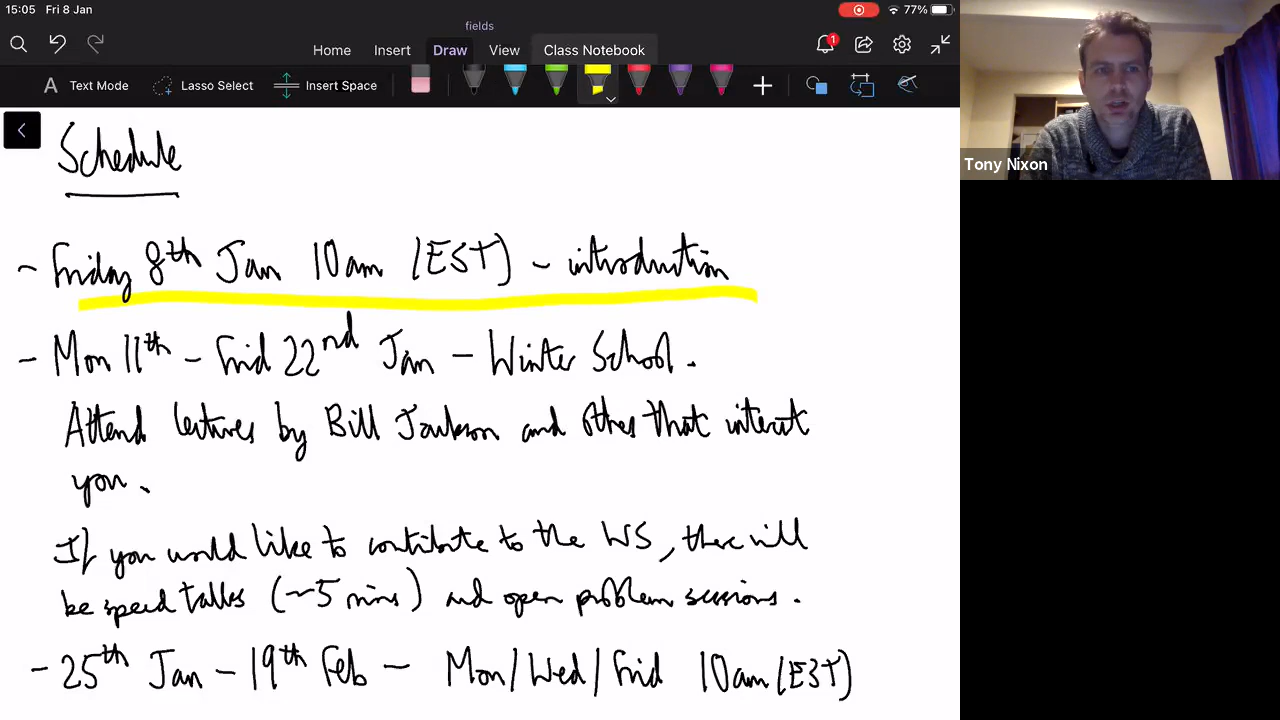 15:05 Fri 8 Jan
77%
fields
Home Insert Draw View Class Notebook
1
A Text Mode Lasso Select Insert Space
Schedule
- Friday 8th Jan 10am (EST) - introduction
- Mon 11th - Frid 22nd Jan - Winter School.
Attend lectures by Bill Jackson and others that interest
you.
If you would like to contribute to the WS, there will
be speed talks (~5 mins) and open problem sessions.
- 25th Jan - 19th Feb - Mon/Wed/Frid 10am (EST)
Tony Nixon